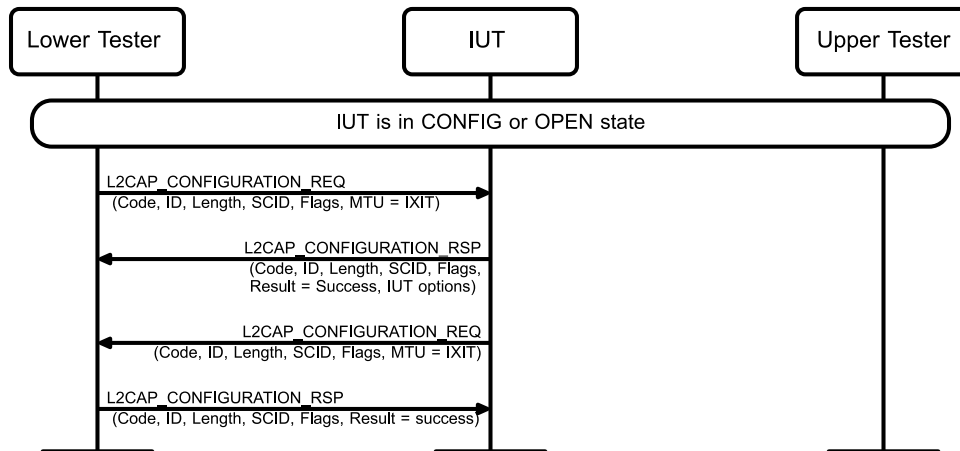 Lower Tester
IUT
Upper Tester
IUT is in CONFIG or OPEN state
L2CAP_CONFIGURATION_REQ
(Code, ID, Length, SCID, Flags, MTU = IXIT)
L2CAP_CONFIGURATION_RSP
(Code, ID, Length, SCID, Flags,
Result = Success, IUT options)
L2CAP_CONFIGURATION_REQ
(Code, ID, Length, SCID, Flags, MTU = IXIT)
L2CAP_CONFIGURATION_RSP
(Code, ID, Length, SCID, Flags, Result = success)